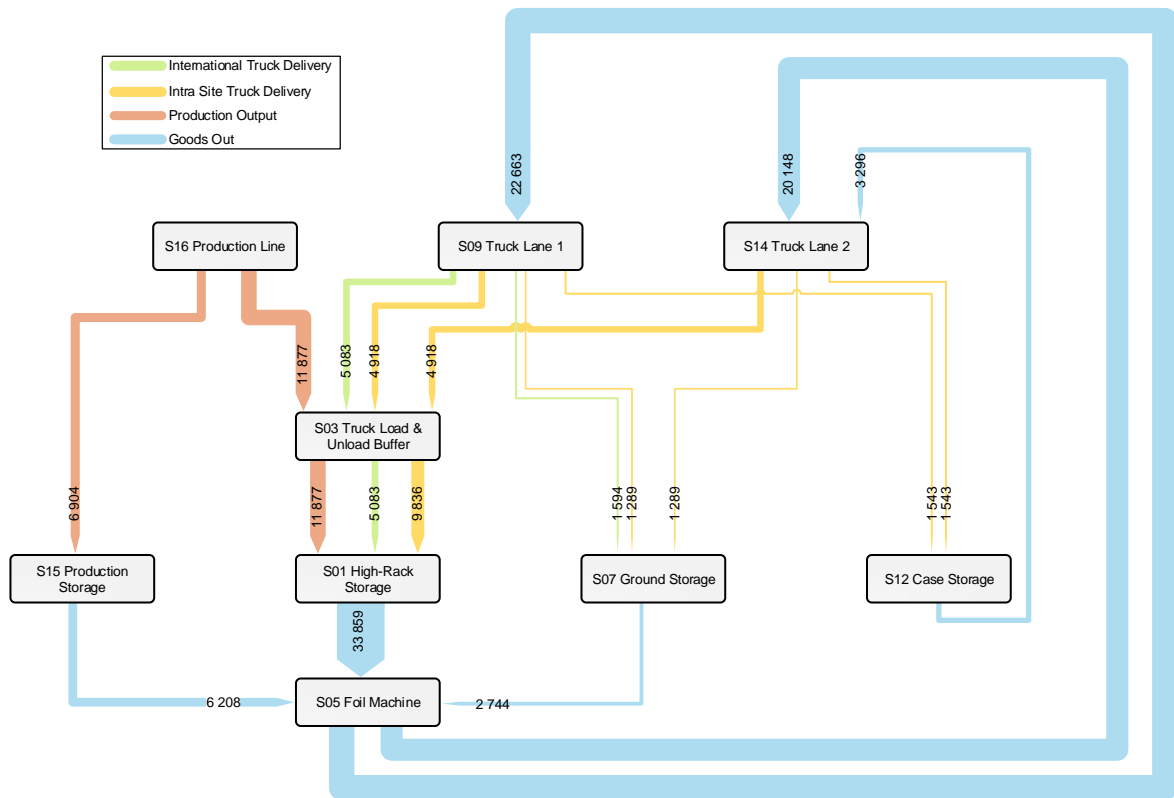 International Truck Delivery
Intra Site Truck Delivery
Production Output
Goods Out
22 663
20 148
3 296
S16 Production Line
S09 Truck Lane 1
S14 Truck Lane 2
11 877
5 083
4 918
4 918
S03 Truck Load &
Unload Buffer
6 904
11 877
5 083
9 836
1 594
1 289
1 289
1 543
1 543
S15 Production
Storage
S01 High-Rack
Storage
S07 Ground Storage
S12 Case Storage
33 859
6 208
S05 Foil Machine
2 744